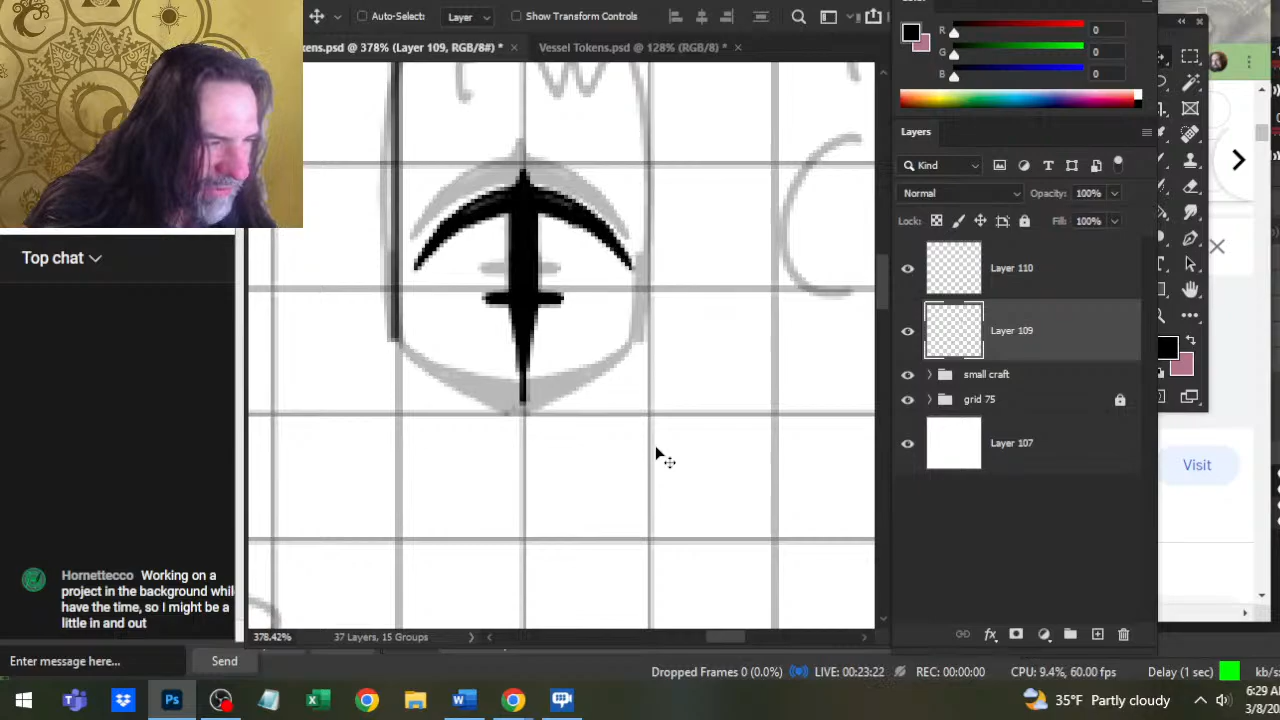 Auto-Select:
Layer
Show Transform Controls
kens.psd @ 378% (Layer 109, RGB/8#) *
Vessel Tokens.psd @ 128% (RGB/8) *
R
0
G
0
B
0
Layers
Kind
Normal
Opacity:
100%
Lock:
Fill:
100%
Layer 110
Layer 109
small craft
grid 75
Layer 107
Top chat
Hornettecco Working on a
project in the background whil
have the time, so I might be a
little in and out
Enter message here...
Send
378.42%
37 Layers, 15 Groups
Visit
Dropped Frames 0 (0.0%)
LIVE: 00:23:22
REC: 00:00:00
CPU: 9.4%, 60.00 fps
Delay (1 sec)
kb/s
35°F Partly cloudy
6:29 A
3/8/20